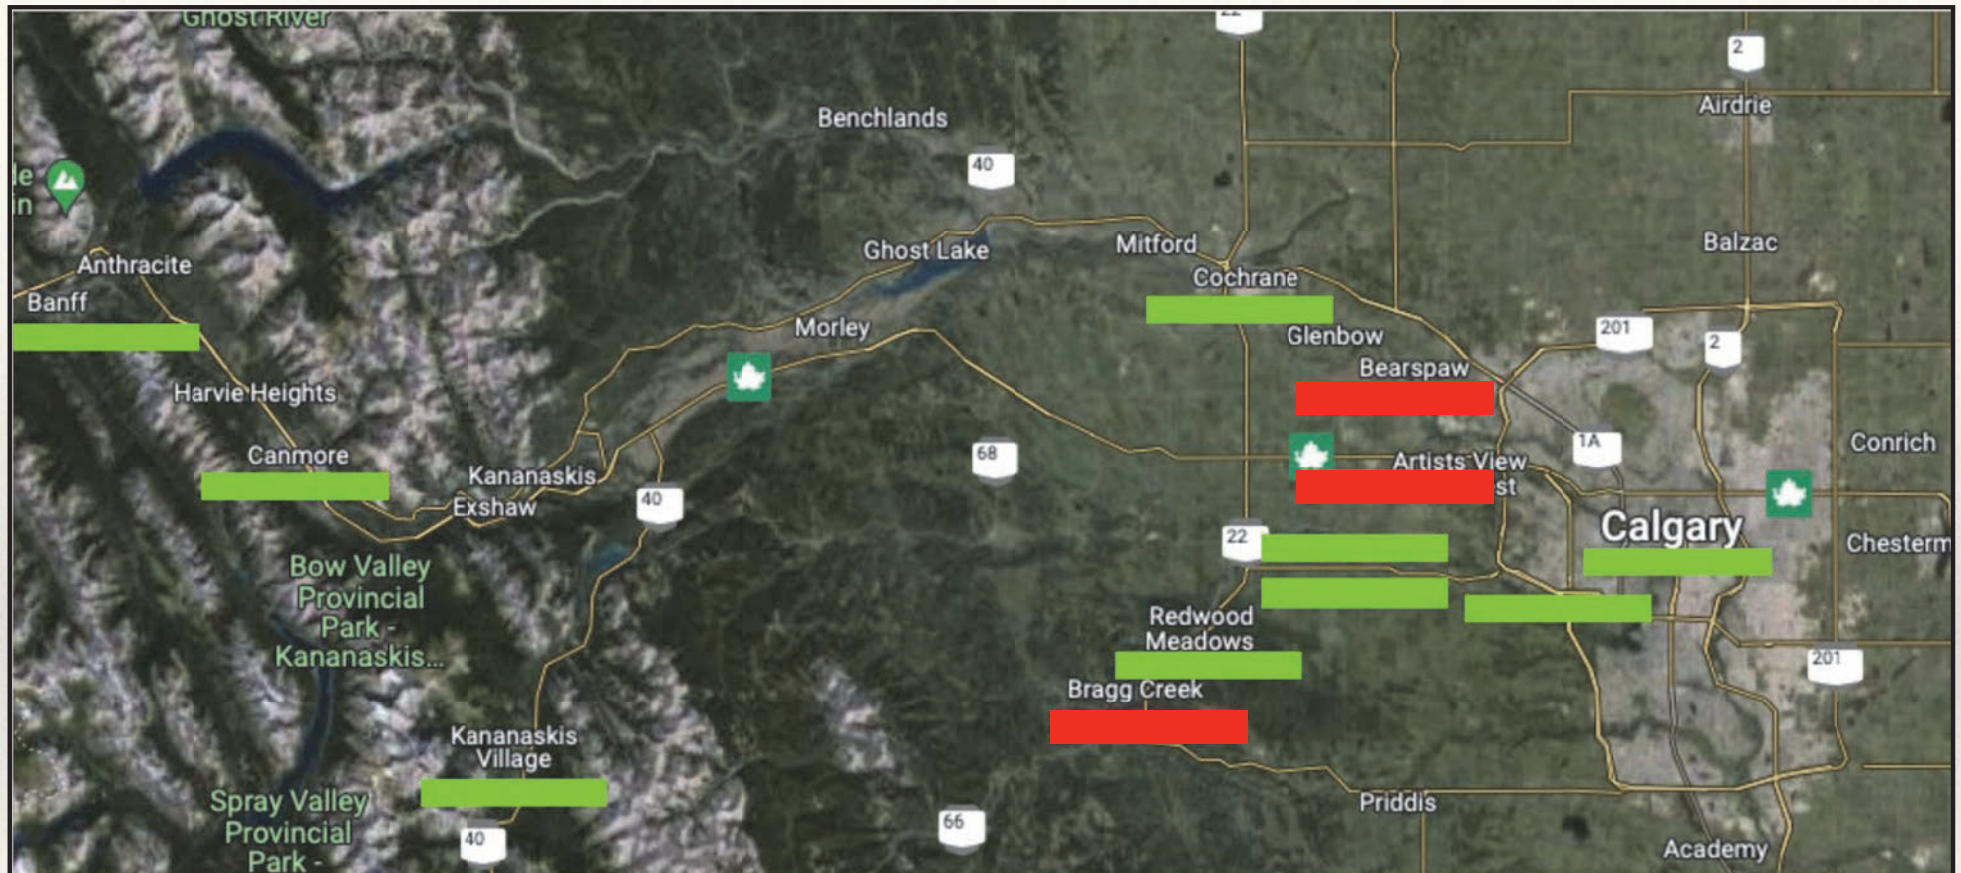 Ghost River
22
2
Airdrie
Benchlands
40
Balzac
Mitford
Ghost Lake
Anthracite
Cochrane
Banff
Morley
Glenbow
201
2
Bearspaw
Harvie Heights
Conrich
1A
Canmore
68
Artists View
Kananaskis
40
Exshaw
Calgary
22
Chesterm
Bow Valley
Provincial
Park -
Kananaskis...
Redwood
Meadows
201
Bragg Creek
Kananaskis
Village
Spray Valley
Provincial
Park -
Priddis
66
40
Academy